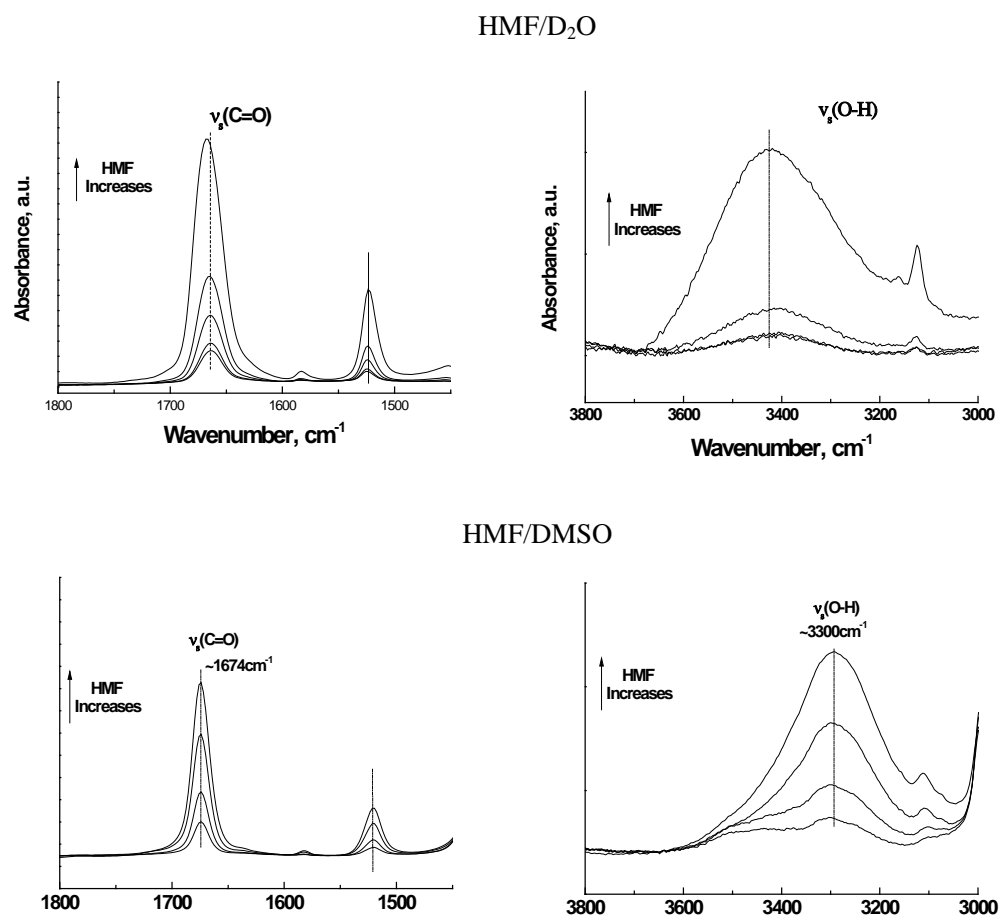 HMF/D₂O
νs(C=O)
HMF
Increases
Absorbance, a.u.
1800 1700 1600 1500
Wavenumber, cm⁻¹
νs(O-H)
HMF
Increases
Absorbance, a.u.
3800 3600 3400 3200 3000
Wavenumber, cm⁻¹
HMF/DMSO
νs(C=O)
~1674cm⁻¹
HMF
Increases
1800 1700 1600 1500
νs(O-H)
~3300cm⁻¹
HMF
Increases
3800 3600 3400 3200 3000